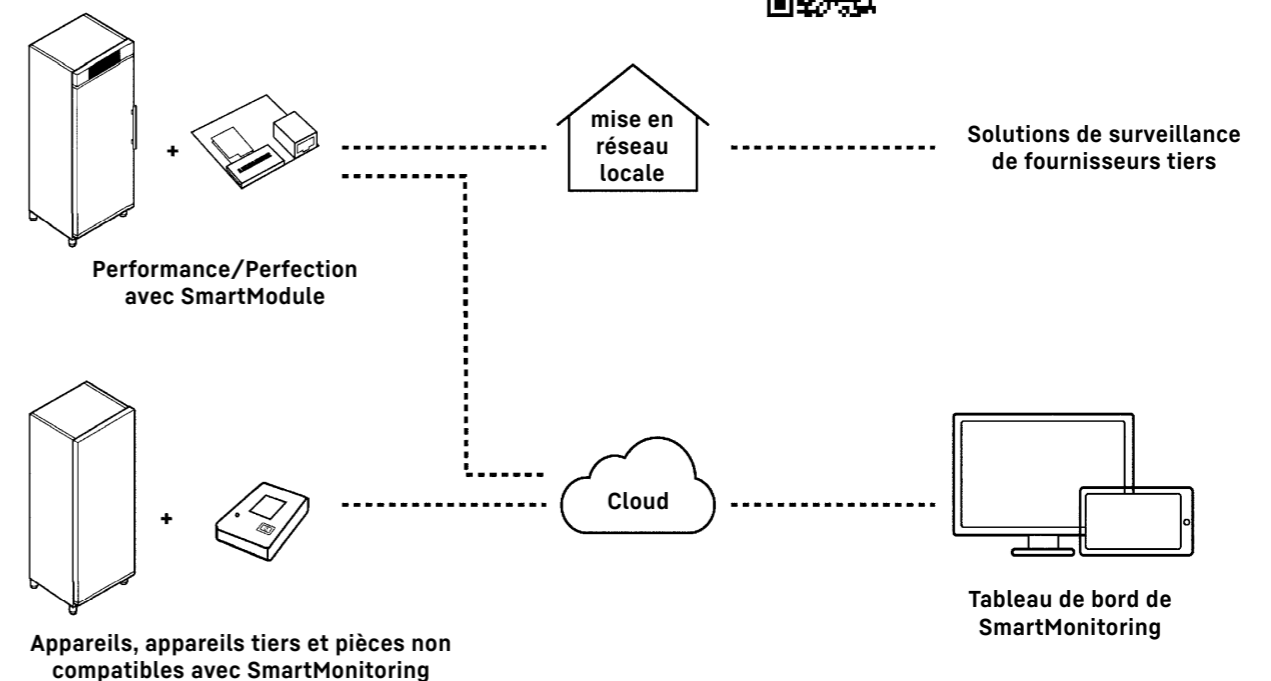 mise en
réseau
locale
Solutions de surveillance
de fournisseurs tiers
+
Performance/Perfection
avec SmartModule
Cloud
+
Tableau de bord de
SmartMonitoring
Appareils, appareils tiers et pièces non
compatibles avec SmartMonitoring